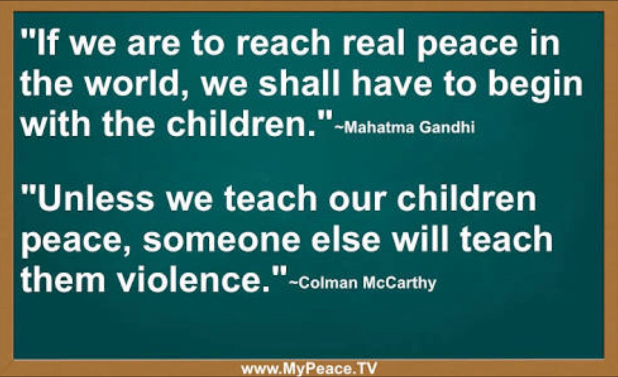 "If we are to reach real peace in
the world, we shall have to begin
with the children."~Mahatma Gandhi
"Unless we teach our children
peace, someone else will teach
them violence."~Colman McCarthy
www.MyPeace.TV